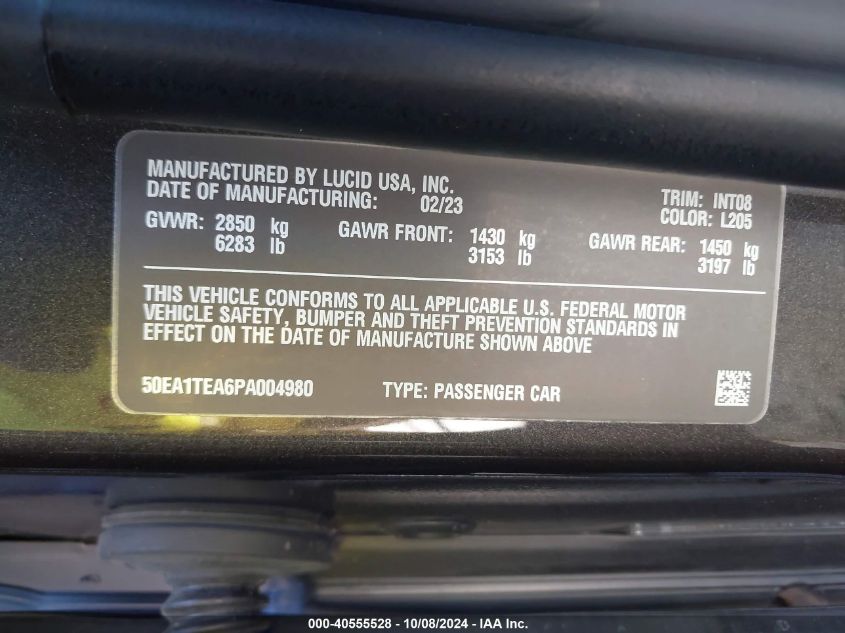 MANUFACTURED BY LUCID USA, INC.
DATE OF MANUFACTURING: 02/23
TRIM: INT08
COLOR: L205
GVWR: 2850 kg GAWR FRONT: 1430 kg GAWR REAR: 1450 kg
6283 lb 3153 lb 3197 lb
THIS VEHICLE CONFORMS TO ALL APPLICABLE U.S. FEDERAL MOTOR
VEHICLE SAFETY, BUMPER AND THEFT PREVENTION STANDARDS IN
EFFECT ON THE DATE OF MANUFACTURE SHOWN ABOVE
50EA1TEA6PA004980 TYPE: PASSENGER CAR
000-40555528 - 10/08/2024 - IAA Inc.